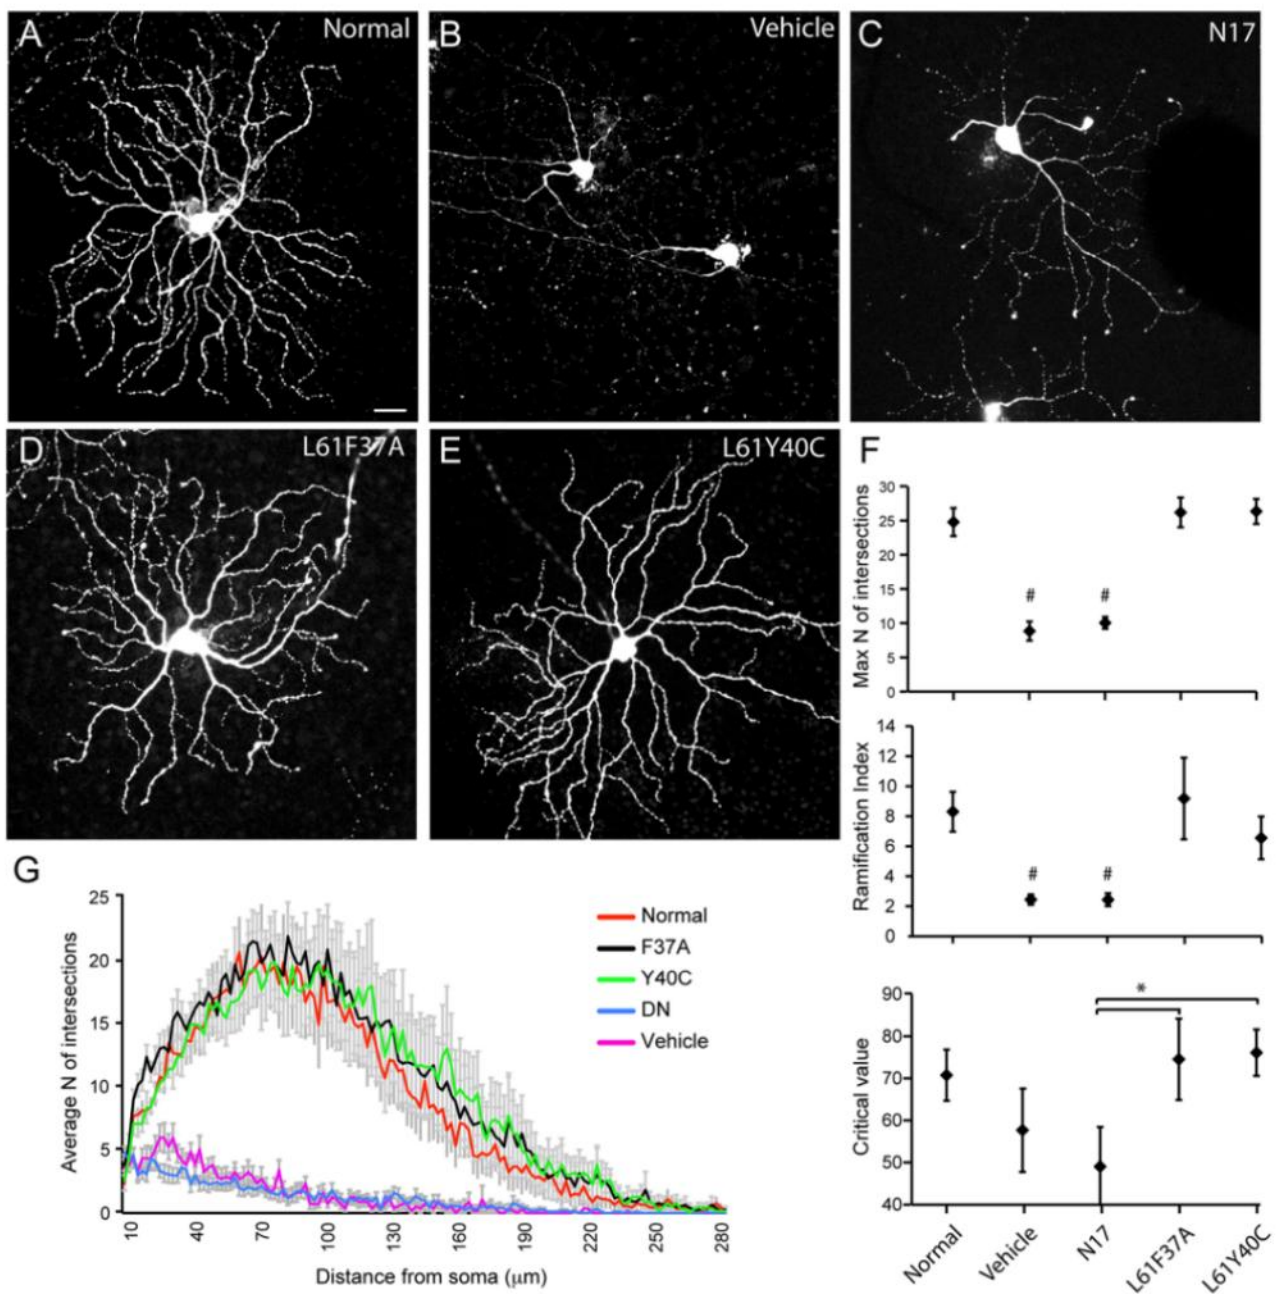 A Normal
B Vehicle
C N17
D L61F37A
E L61Y40C
F
Max N of intersections
30
25
20
15
10
5
0
# #
Ramification Index
14
12
10
8
6
4
2
0
# #
Critical value
90
80
70
60
50
40
*
Normal
Vehicle
N17
L61F37A
L61Y40C
G
Average N of intersections
25
20
15
10
5
0
Normal
F37A
Y40C
DN
Vehicle
10 40 70 100 130 160 190 220 250 280
Distance from soma (μm)